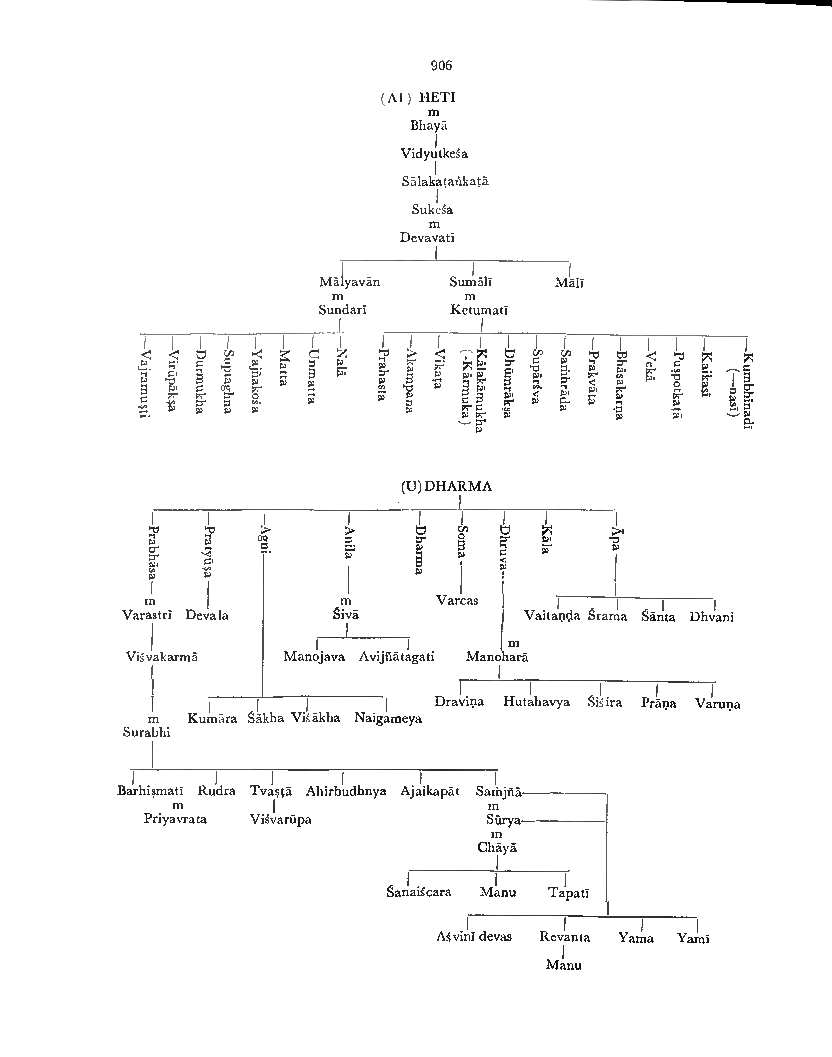 906
(A1) HETI
m
Bhayā
Vidyutkeśa
Sālakaṭaṅkaṭā
Sukeśa
m
Devavatī
Mālyavān Sumālī Mālī
m m
Sundarī Ketumatī
Vajramuṣṭi
Virūpākṣa
Durmukha
Suptaghna
Yajñakośa
Matta
Unmatta
Nalā
Prahasta
Akampana
Vikaṭa
Kālakāmukha
(-Kārmuka)
Dhūmrākṣa
Supārśva
Saṁhrāda
Prakvāta
Bhāsakarṇa
Vekā
Puṣpotkaṭā
Kaikasī
Kumbhīnadī
(—nasī)
(U) DHARMA
Prabhāsa
Pratyūṣa
Agni
Anila
Dharma
Soma
Dhruva
Kāla
Āpa
m m Varcas
Varastrī Devala Śivā Vaitaṇḍa Śrama Śānta Dhvani
m
Viśvakarmā Manojava Avijñātagati Manoharā
Draviṇa Hutahavya Śiśira Prāṇa Varuṇa
m Kumāra Śākha Viśākha Naigameya
Surabhi
Barhiṣmatī Rudra Tvaṣṭā Ahirbudhnya Ajaikapāt Saṁjñā
m m
Priyavrata Viśvarūpa Sūrya
m
Chāyā
Śanaiścara Manu Tapatī
Aśvinī devas Revanta Yama Yamī
Manu